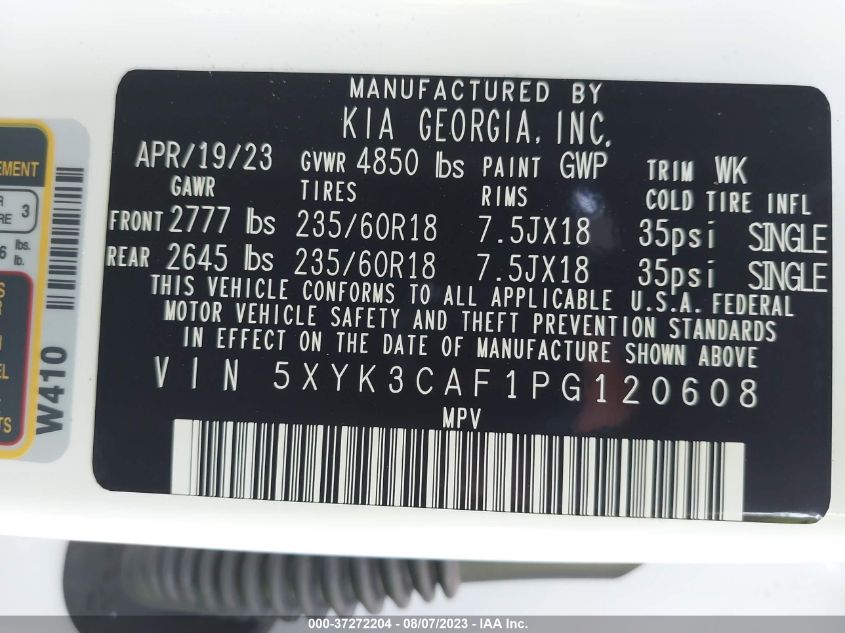 MANUFACTURED BY
KIA GEORGIA, INC.
APR/19/23 GVWR 4850 lbs PAINT GWP TRIM WK
GAWR TIRES RIMS COLD TIRE INFL
FRONT 2777 lbs 235/60R18 7.5JX18 35psi SINGLE
REAR 2645 lbs 235/60R18 7.5JX18 35psi SINGLE
THIS VEHICLE CONFORMS TO ALL APPLICABLE U.S.A. FEDERAL
MOTOR VEHICLE SAFETY AND THEFT PREVENTION STANDARDS
IN EFFECT ON THE DATE OF MANUFACTURE SHOWN ABOVE
VIN 5XYK3CAF1PG120608
MPV
W410
3
lbs.
000-37272204 - 08/07/2023 - IAA Inc.